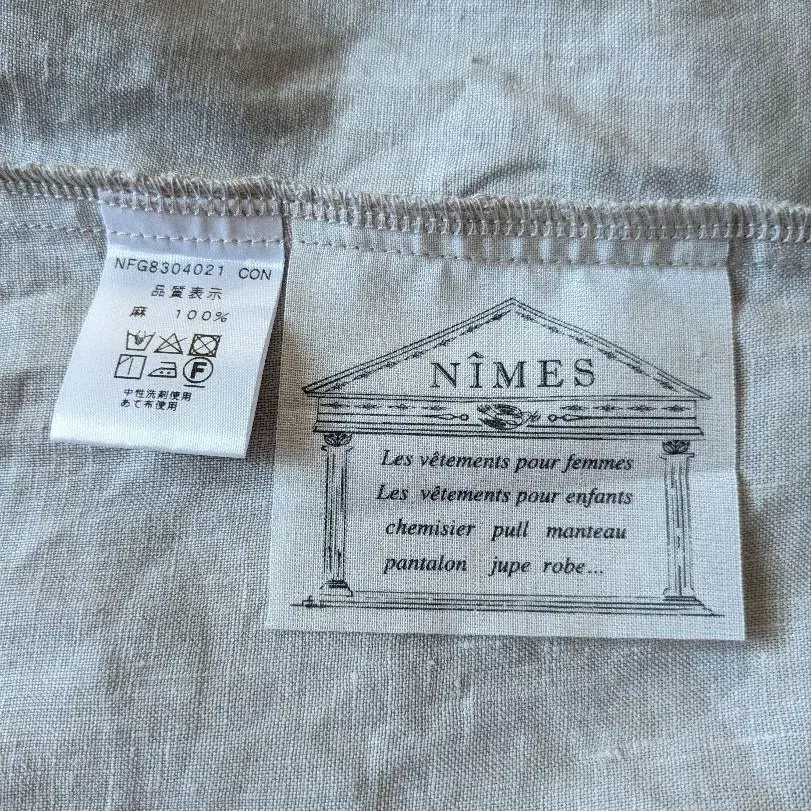 NFG8304021 CON
品質表示
麻 100%
F
中性洗剤使用
あて布使用
NÎMES
Les vêtements pour femmes
Les vêtements pour enfants
chemisier pull manteau
pantalon jupe robe...